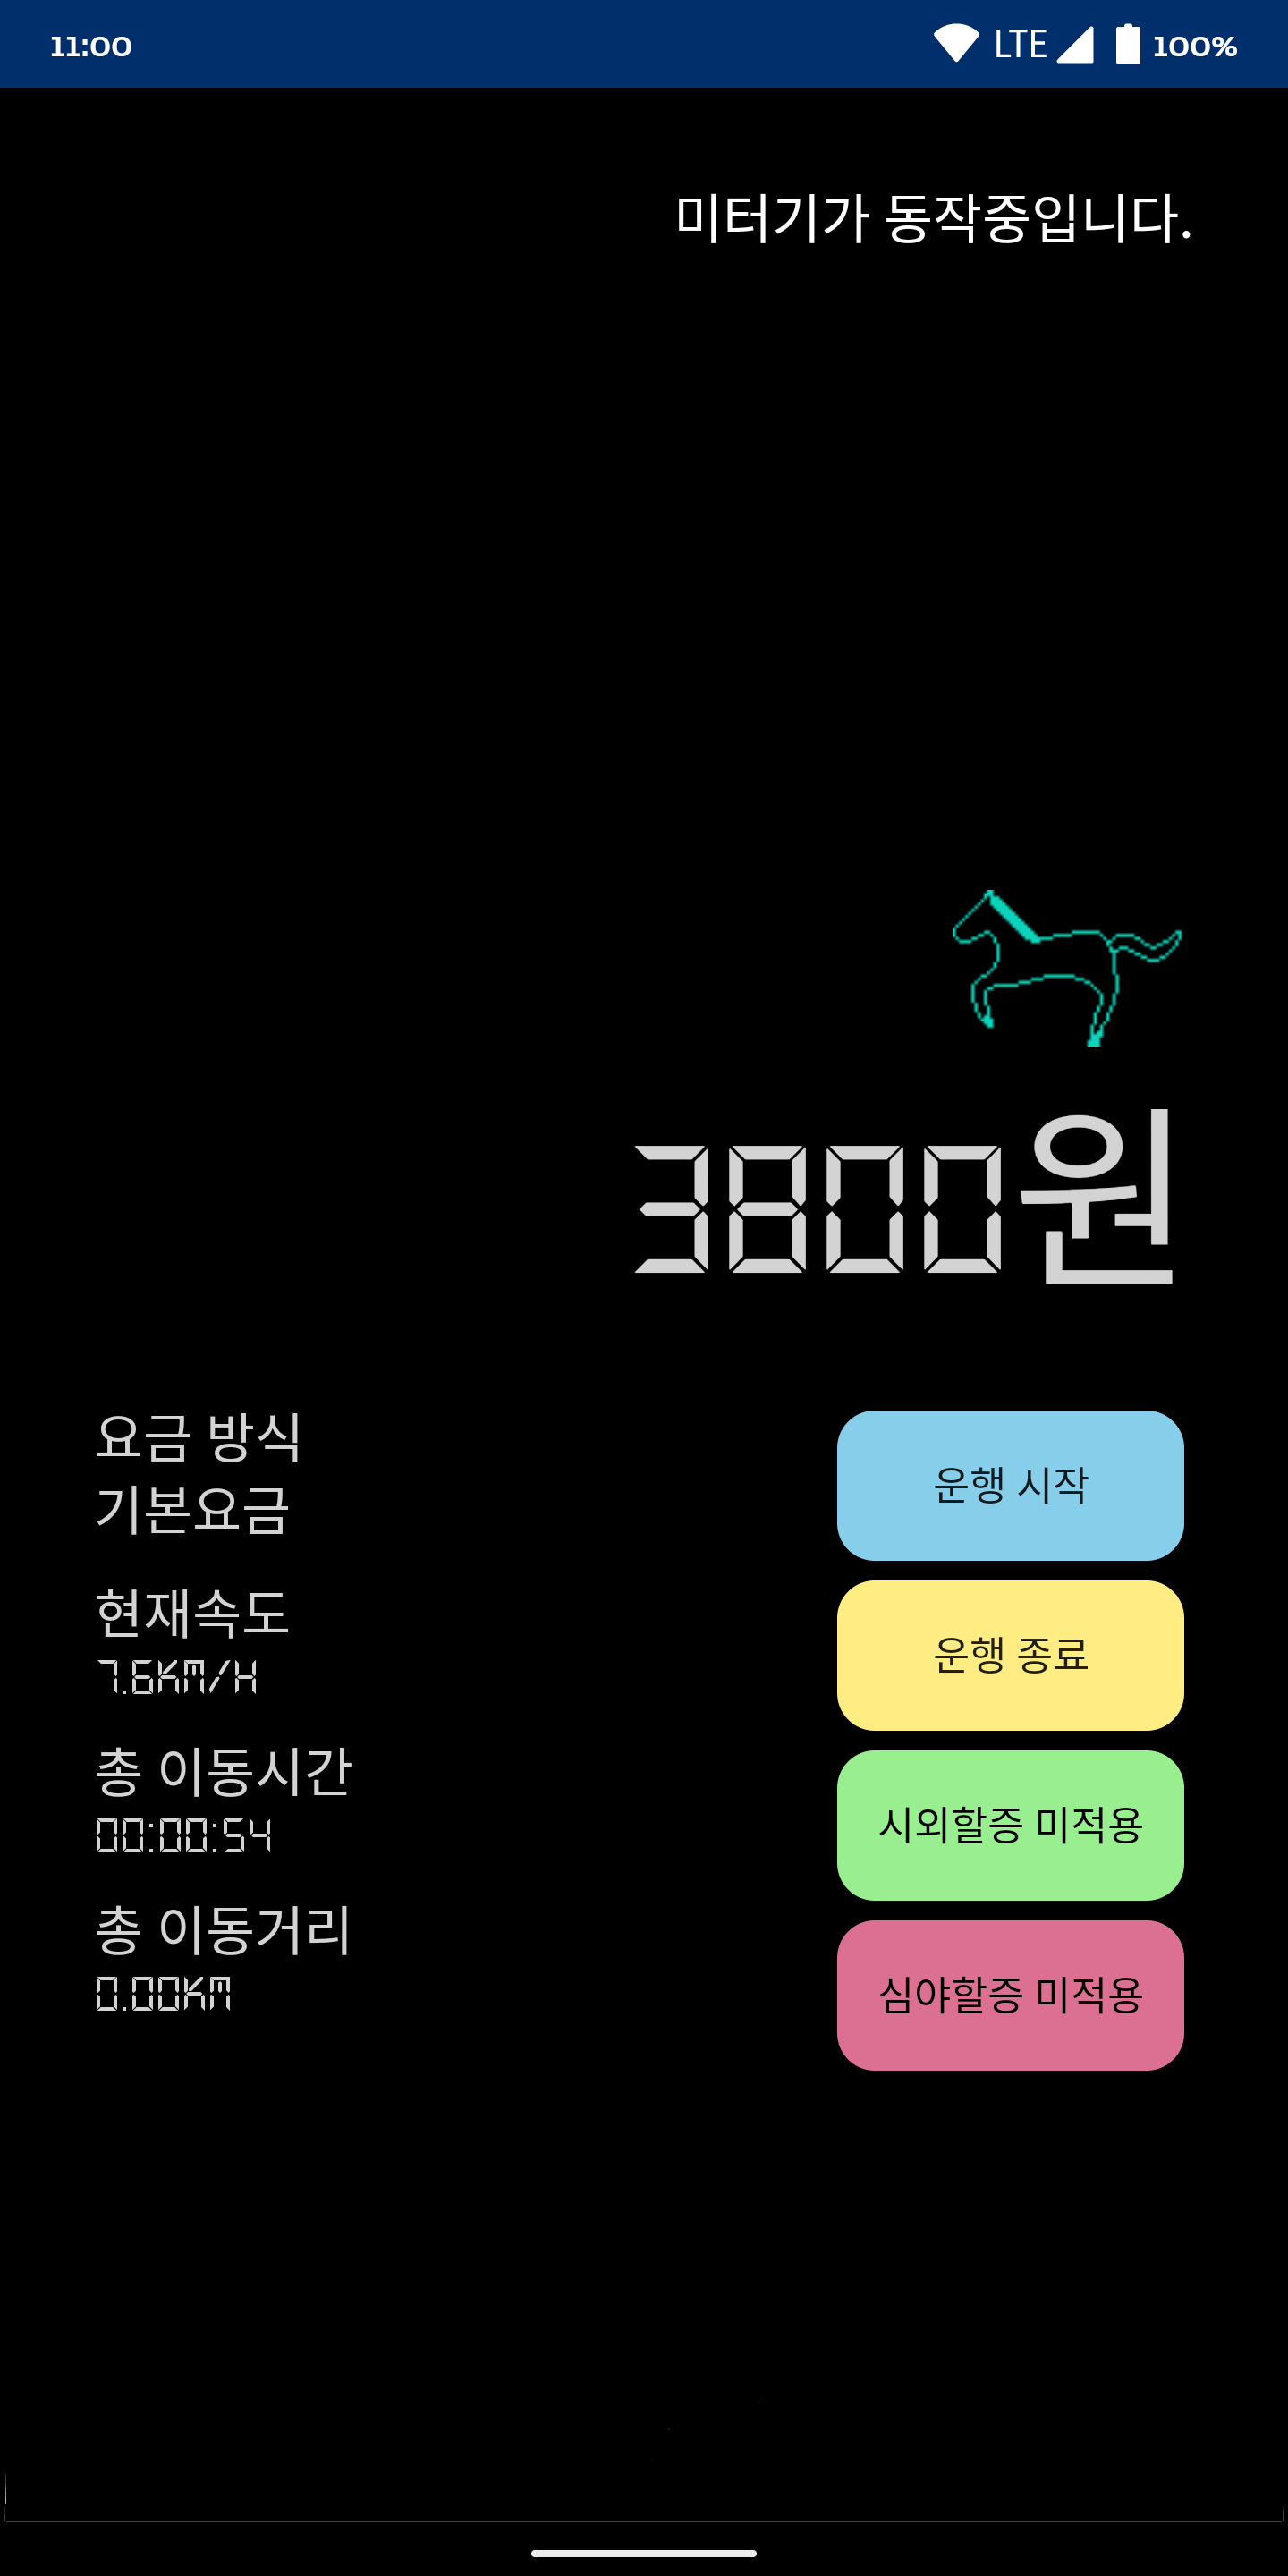 11:00 LTE 100%
미터기가 동작중입니다.
3800원
요금 방식
기본요금
현재속도
7.6KM/H
총 이동시간
00:00:54
총 이동거리
0.00KM
운행 시작
운행 종료
시외할증 미적용
심야할증 미적용